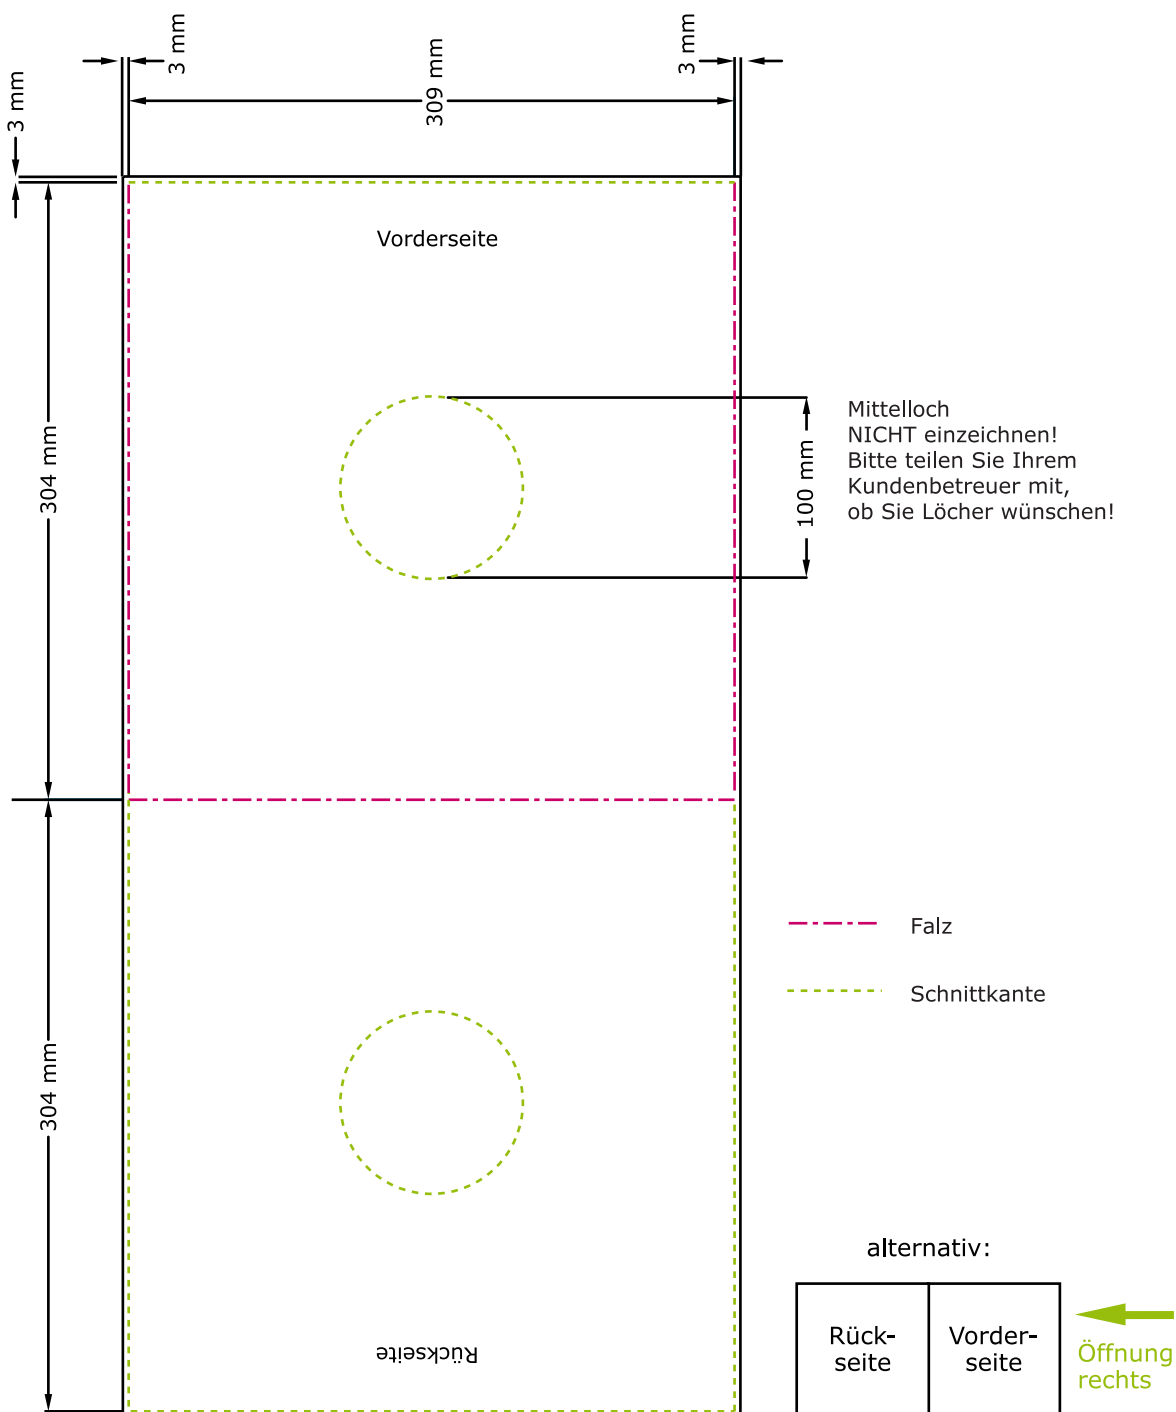 3 mm
3 mm
3 mm
309 mm
Vorderseite
304 mm
100 mm
Mittelloch
NICHT einzeichnen!
Bitte teilen Sie Ihrem
Kundenbetreuer mit,
ob Sie Löcher wünschen!
Falz
Schnittkante
304 mm
Rückseite
alternativ:
Rück-
seite
Vorder-
seite
Öffnung
rechts